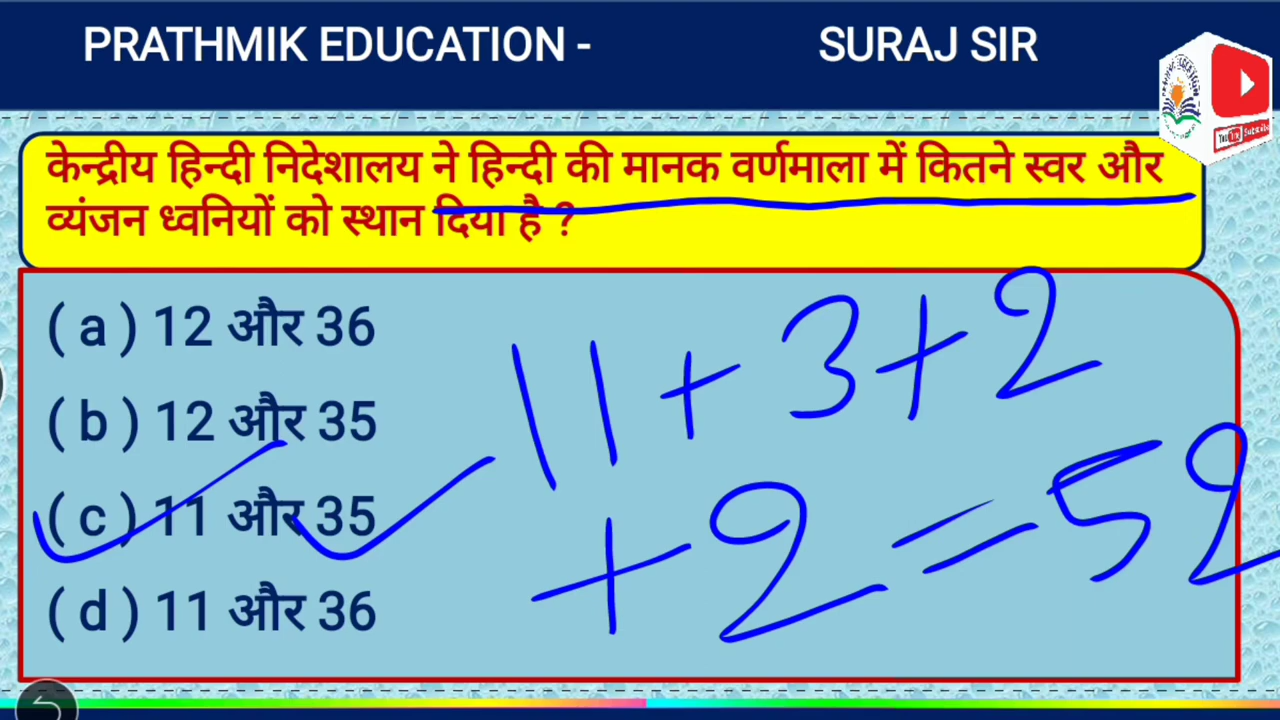 PRATHMIK EDUCATION - SURAJ SIR
केन्द्रीय हिन्दी निदेशालय ने हिन्दी की मानक वर्णमाला में कितने स्वर और
व्यंजन ध्वनियों को स्थान दिया है ?
( a ) 12 और 36
( b ) 12 और 35
( c ) 11 और 35
( d ) 11 और 36
11 + 3 + 2
+ 2 = 52